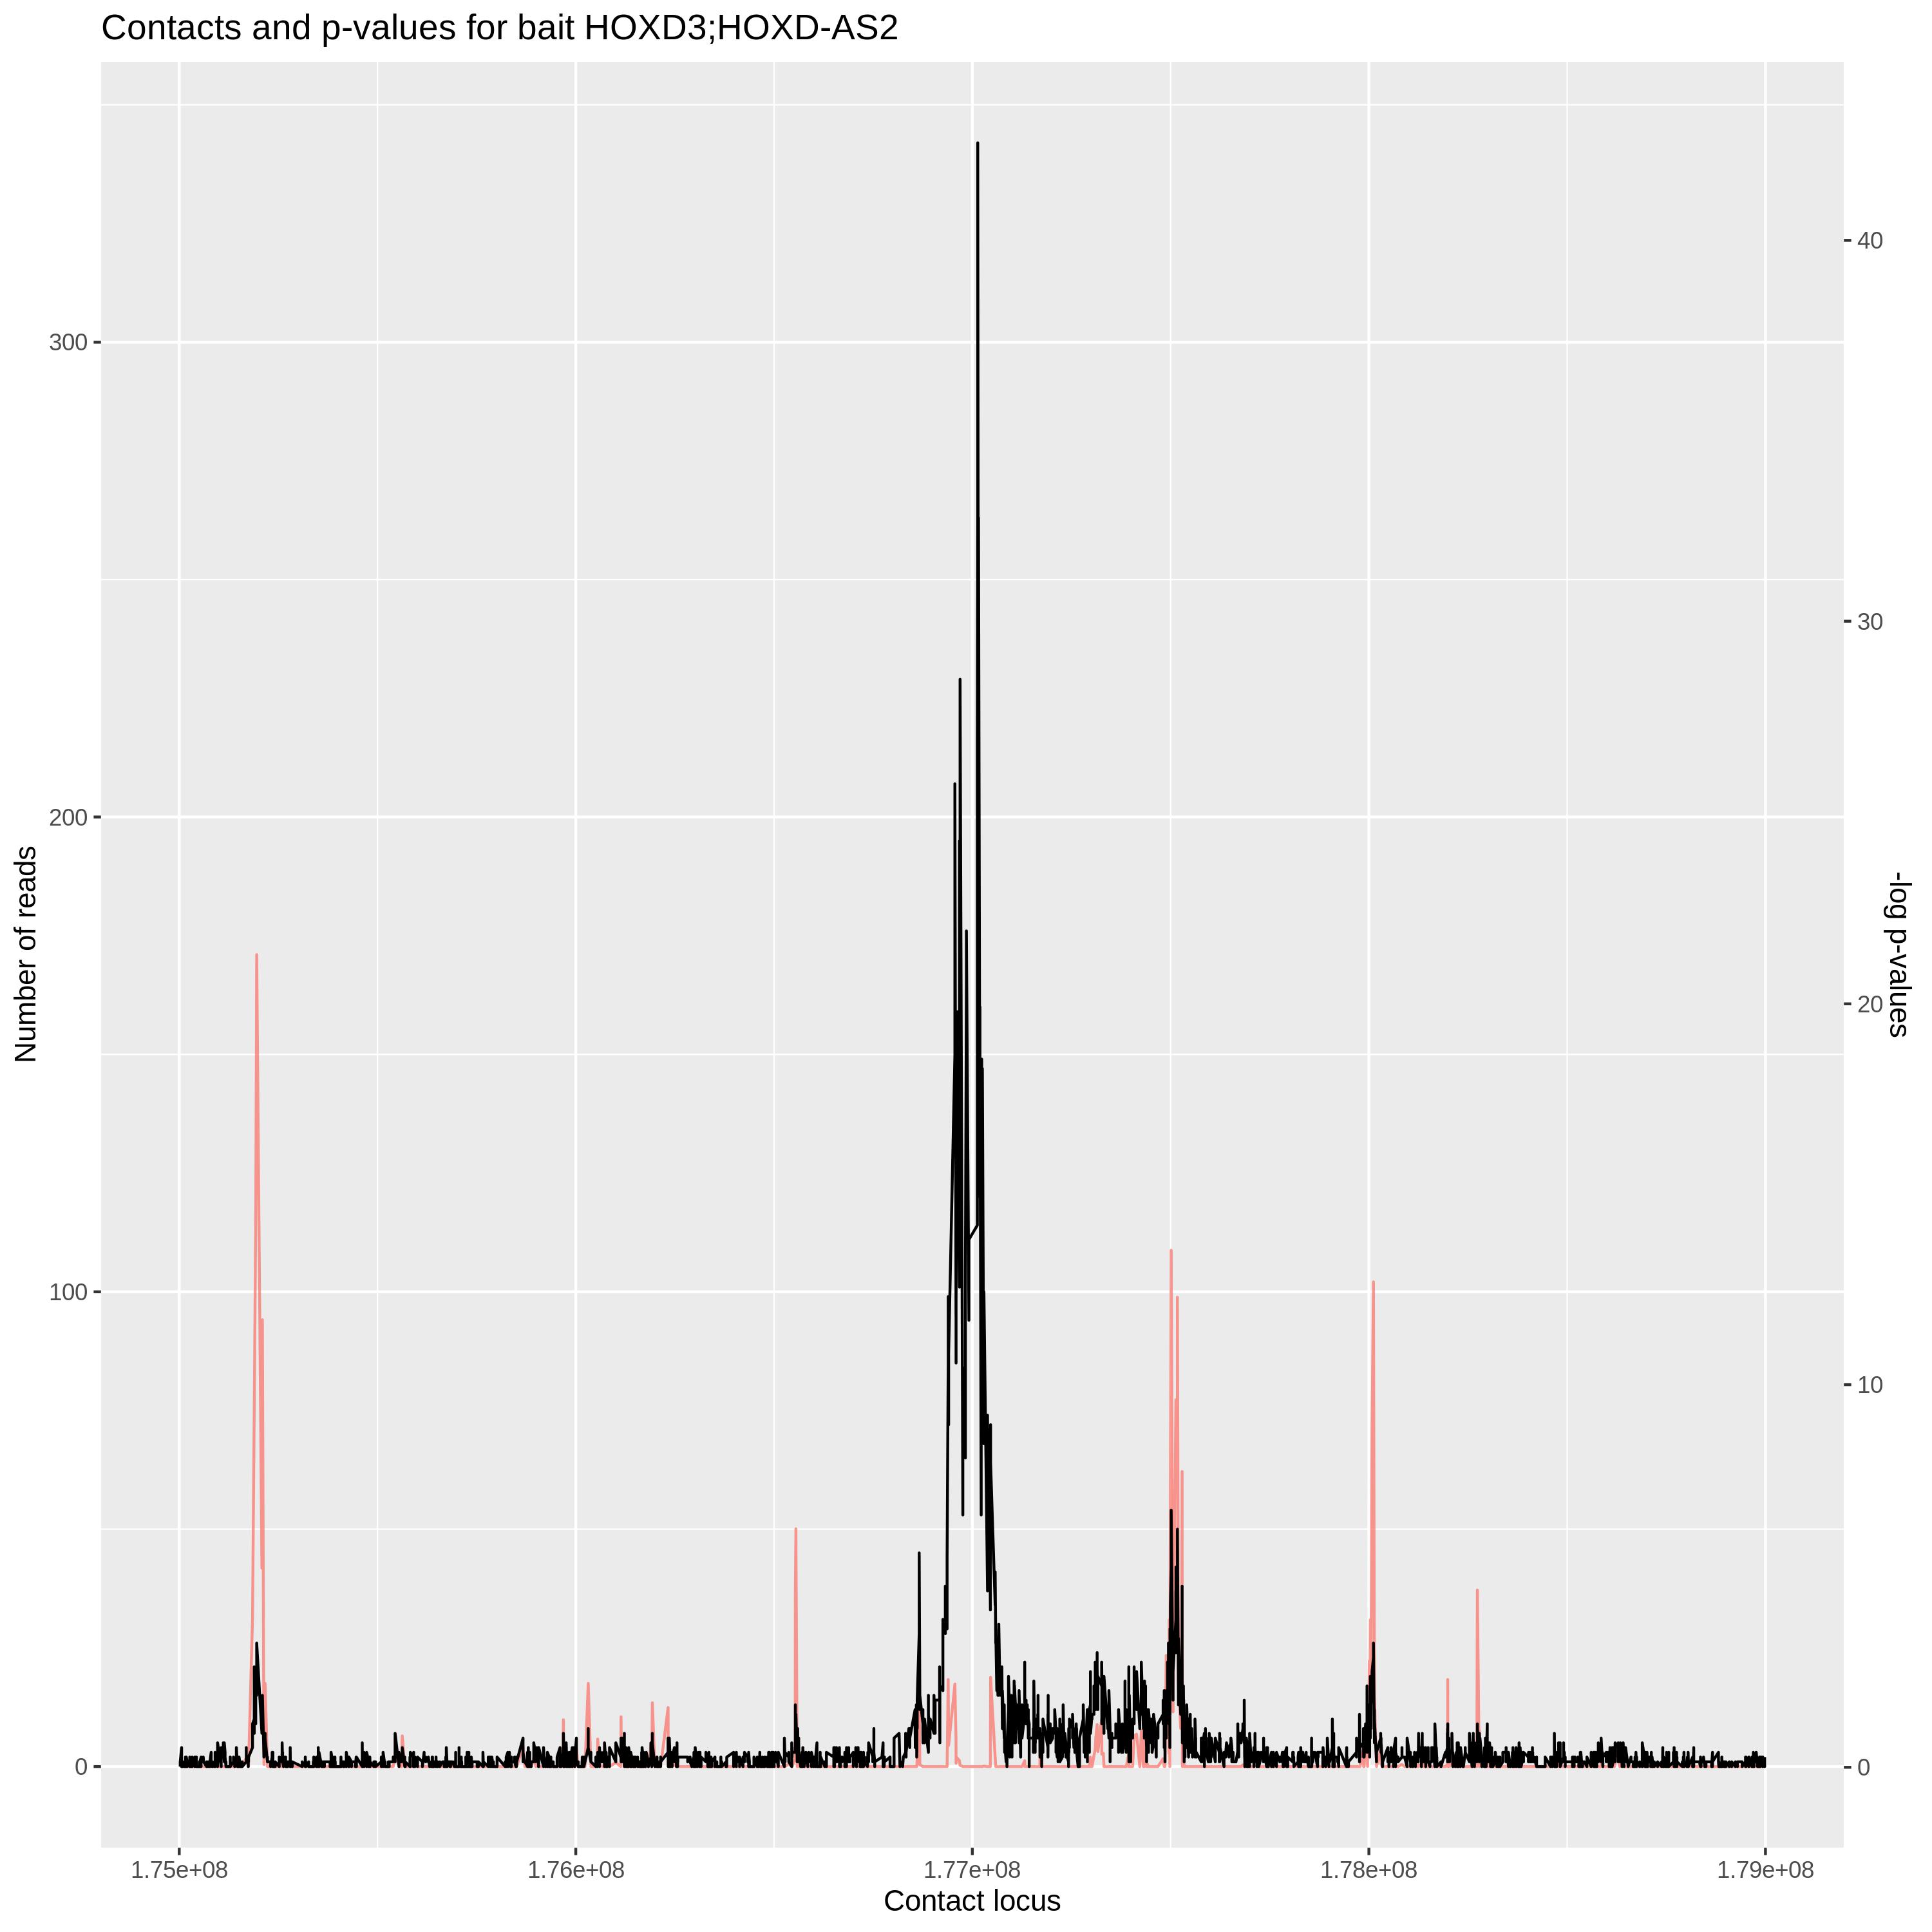 Contacts and p-values for bait HOXD3;HOXD-AS2
Number of reads
300
200
100
0
40
30
20
10
0
-log p-values
1.75e+08
1.76e+08
1.77e+08
1.78e+08
1.79e+08
Contact locus